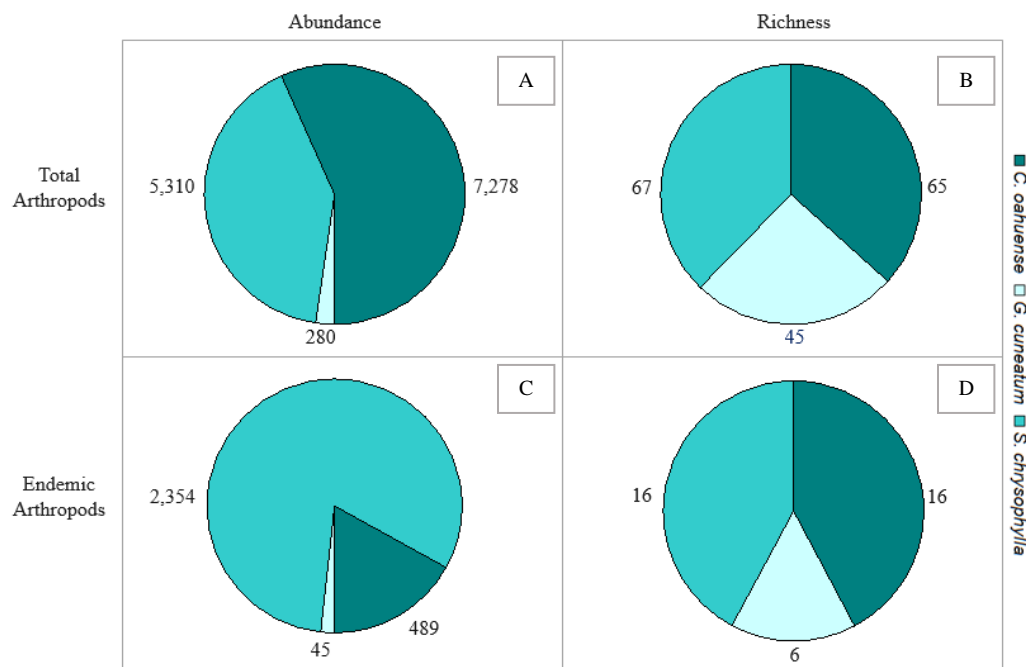 Abundance
Richness
Total
Arthropods
A
5,310
7,278
280
B
67
65
45
Endemic
Arthropods
C
2,354
489
45
D
16
16
6
C. oahuense
G. cuneatum
S. chrysophylla